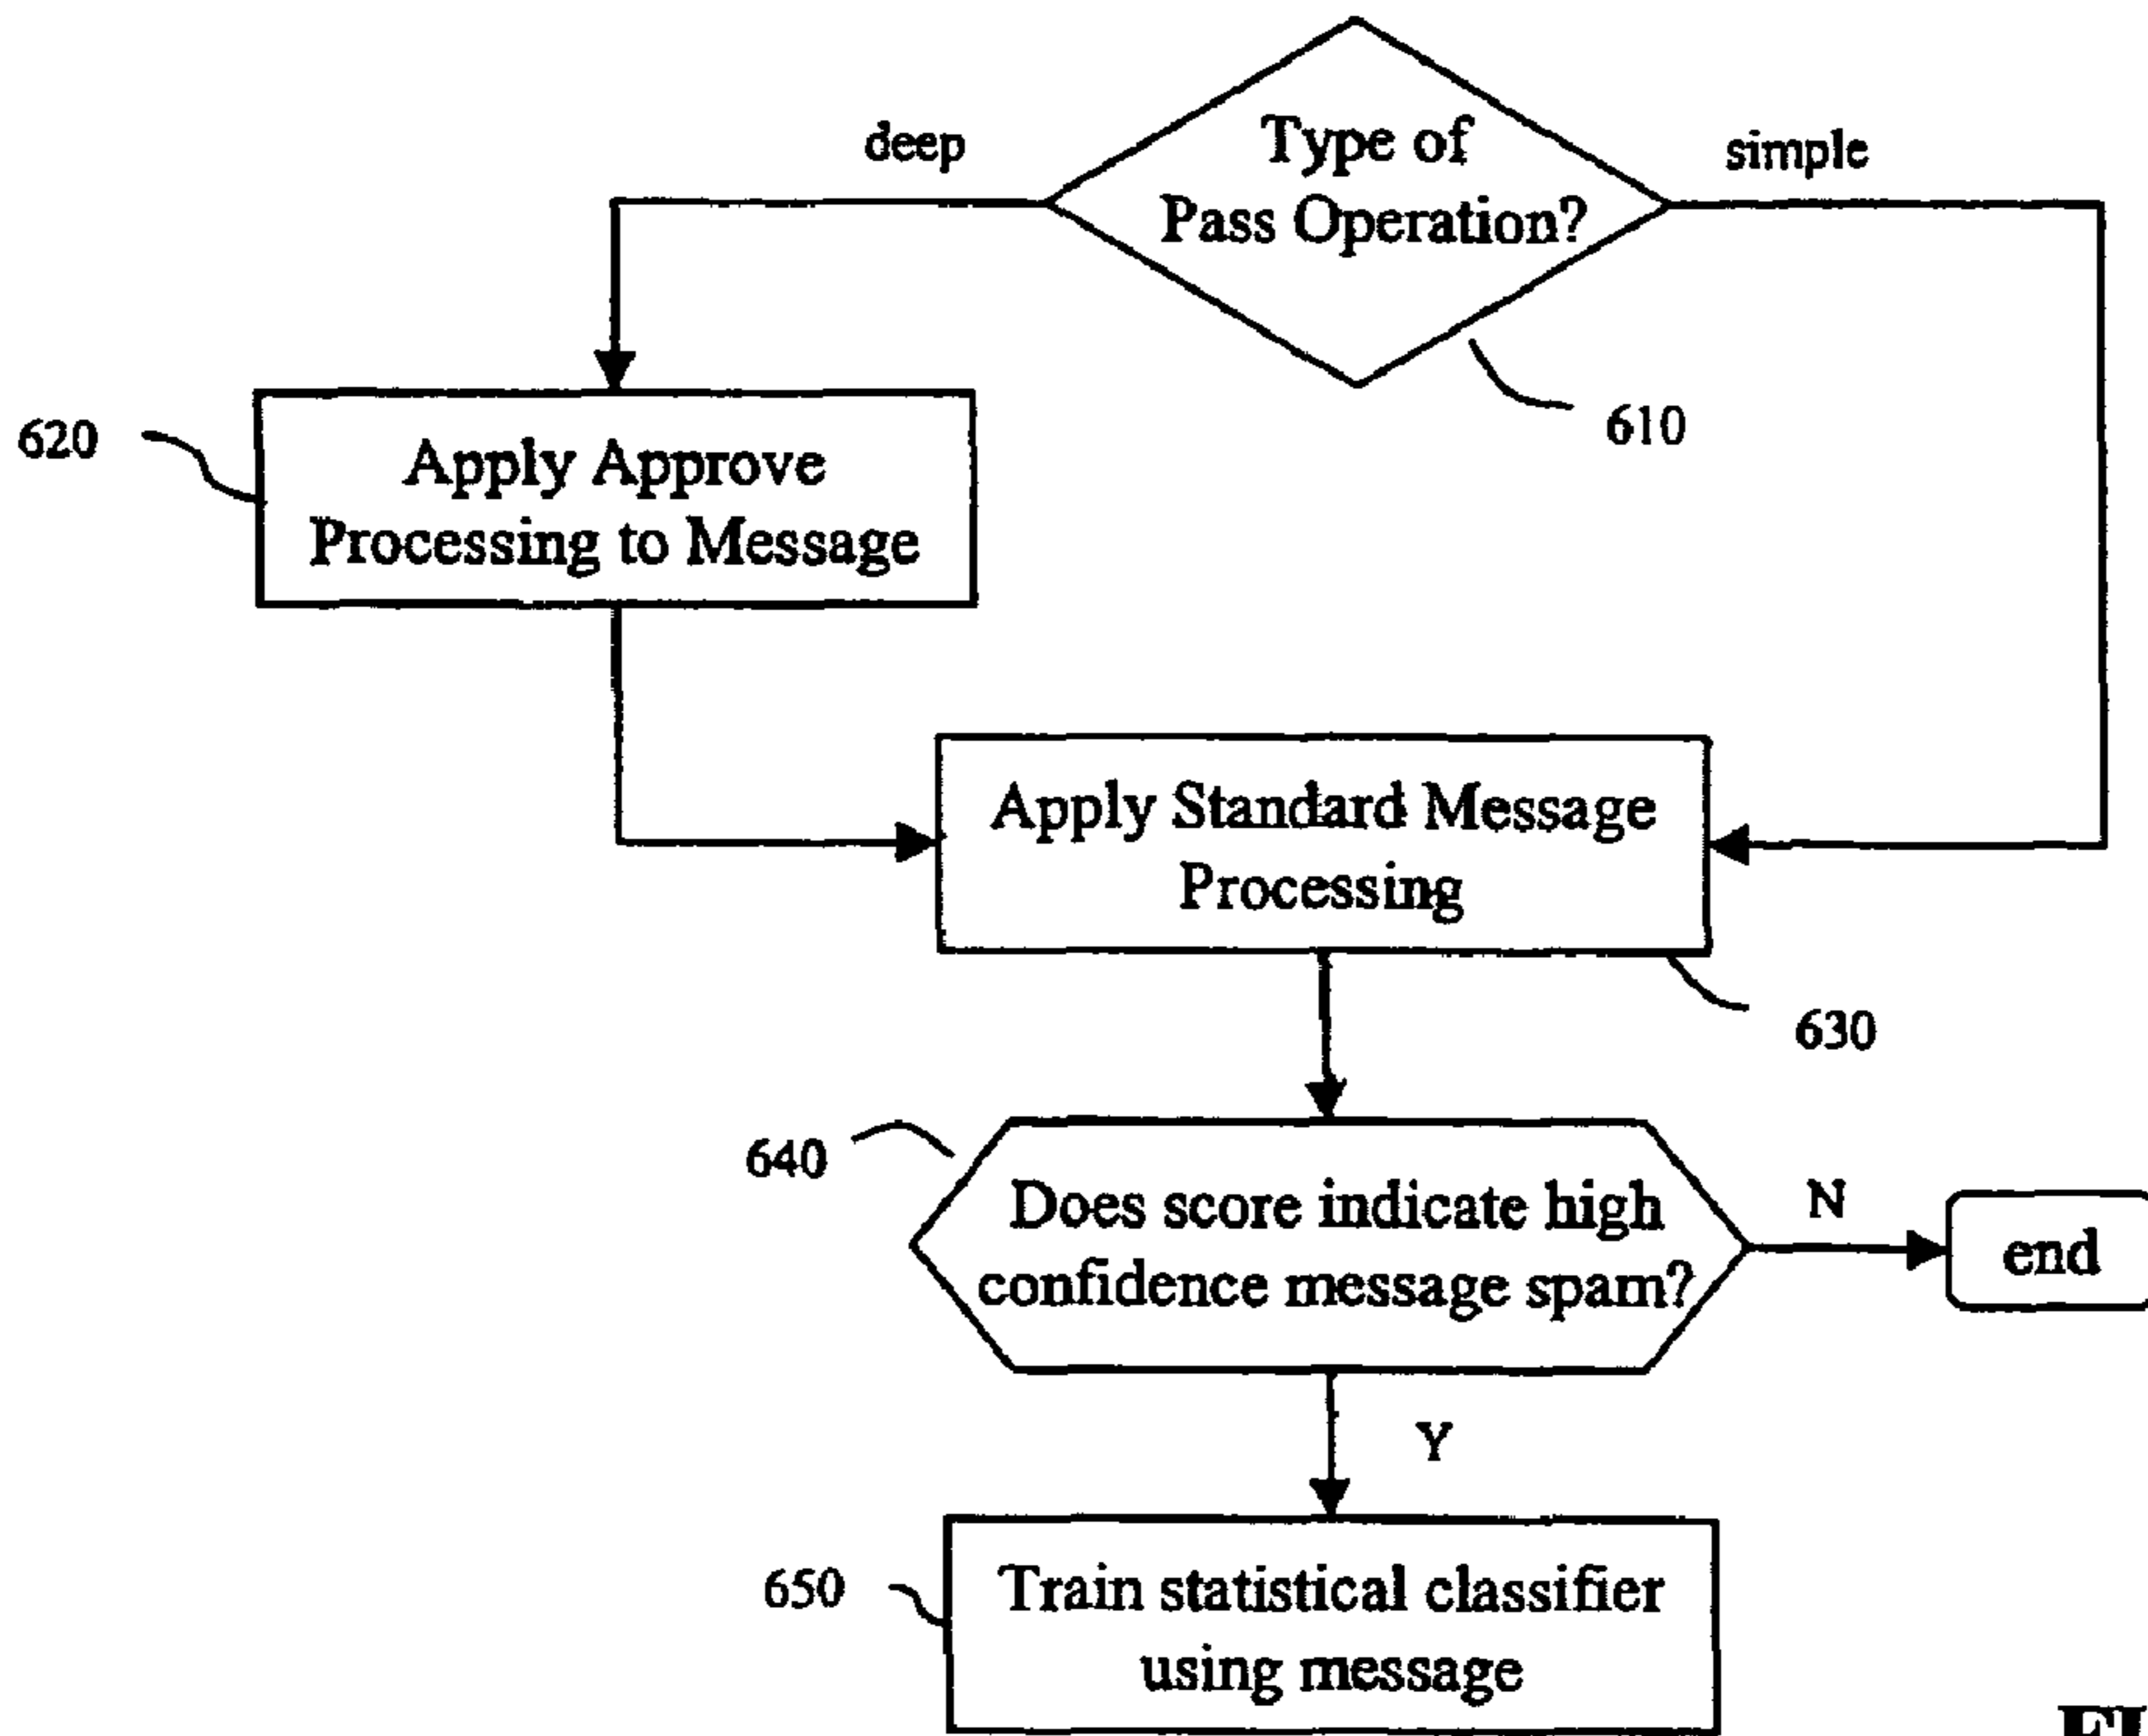 deep
Type of
Pass Operation?
simple
610
620
Apply Approve
Processing to Message
Apply Standard Message
Processing
630
640
Does score indicate high
confidence message spam?
N
end
Y
650
Train statistical classifier
using message